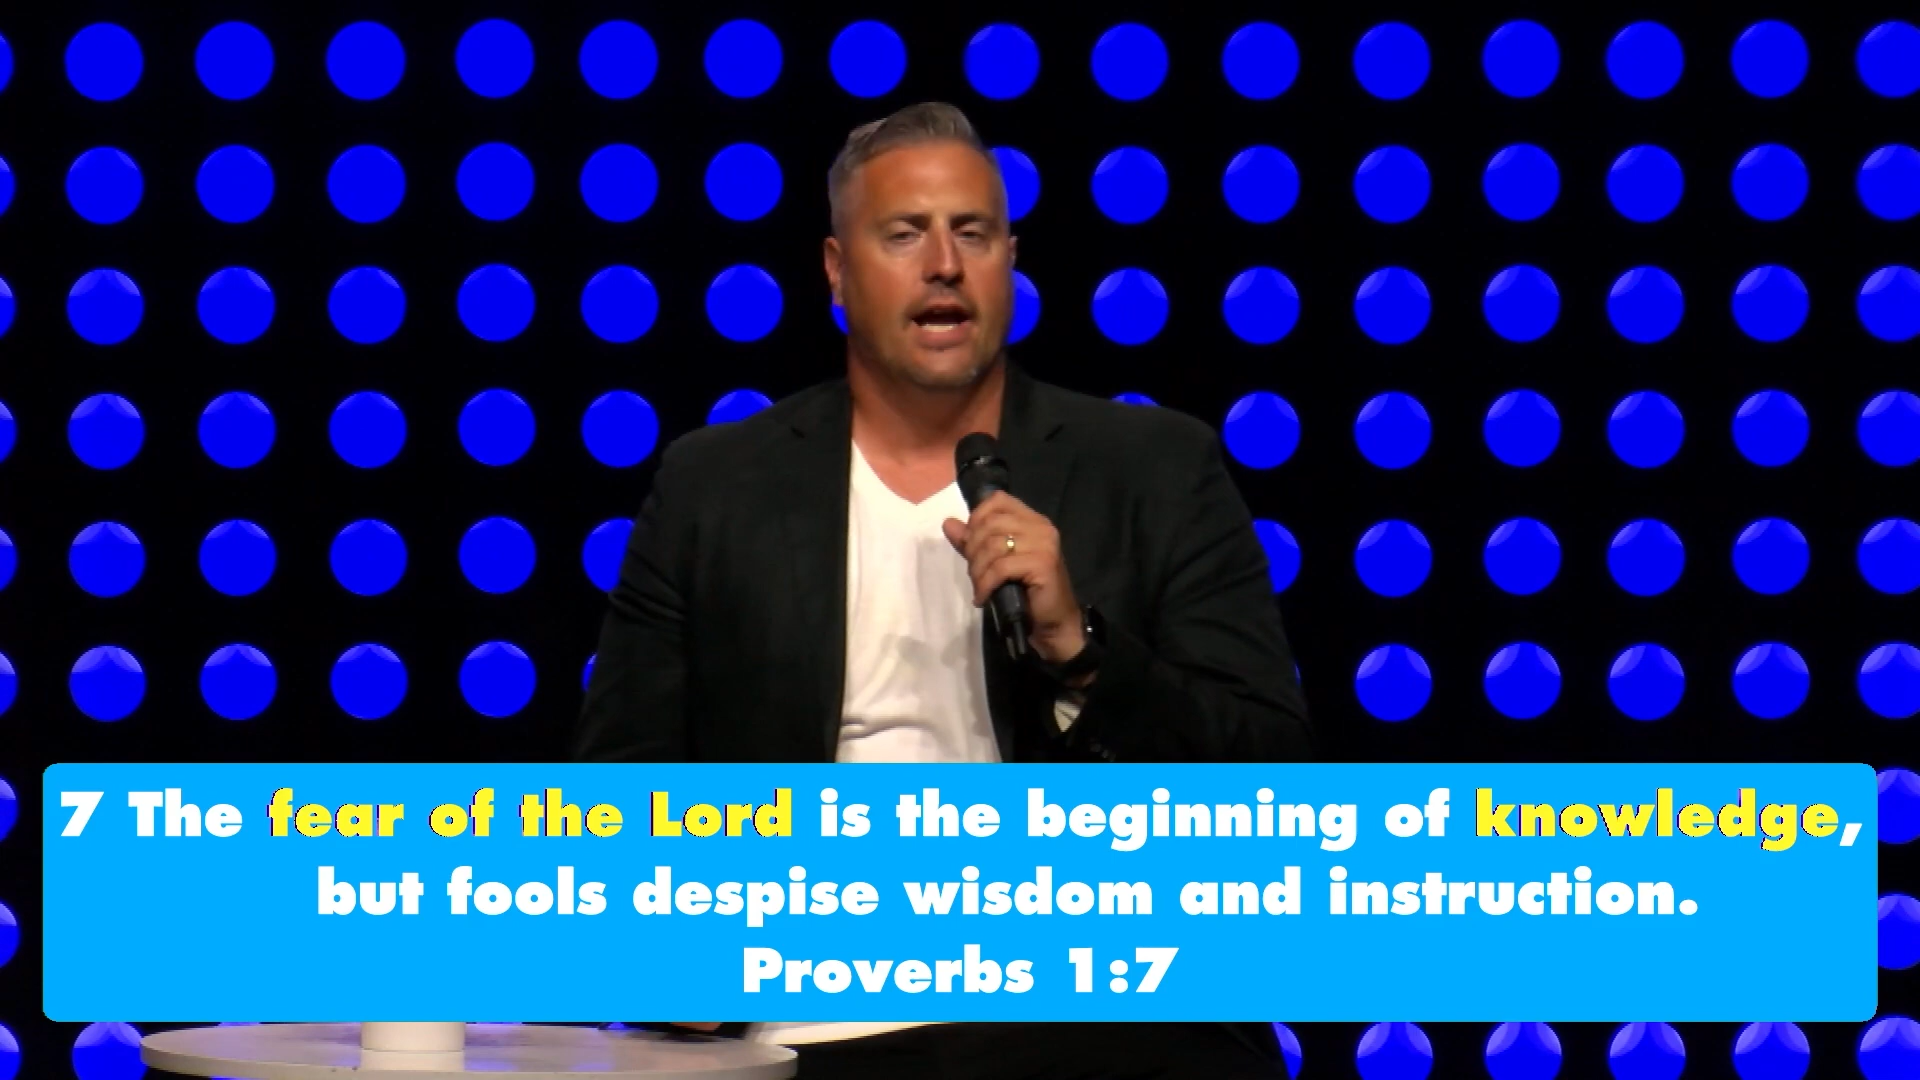 7 The fear of the Lord is the beginning of knowledge,
but fools despise wisdom and instruction.
Proverbs 1:7